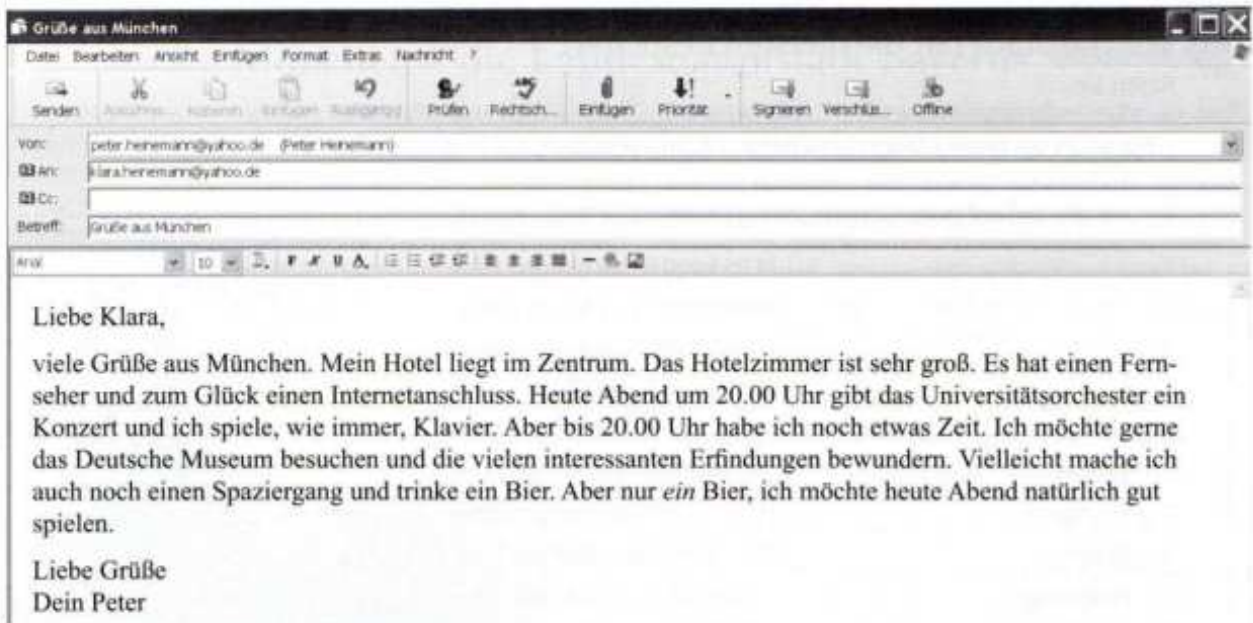 Grüße aus München
Datei Bearbeiten Ansicht Einfügen Format Extras Nachricht ?
Senden Einfügen Prüfen Rechtsch... Einfügen Priorität Signieren Verschlüs... Offline
Von: peter.heinemann@yahoo.de (Peter Heinemann)
An: klara.heinemann@yahoo.de
Cc:
Betreff: Grüße aus München
Arial 10
Liebe Klara,
viele Grüße aus München. Mein Hotel liegt im Zentrum. Das Hotelzimmer ist sehr groß. Es hat einen Fern-
seher und zum Glück einen Internetanschluss. Heute Abend um 20.00 Uhr gibt das Universitätsorchester ein
Konzert und ich spiele, wie immer, Klavier. Aber bis 20.00 Uhr habe ich noch etwas Zeit. Ich möchte gerne
das Deutsche Museum besuchen und die vielen interessanten Erfindungen bewundern. Vielleicht mache ich
auch noch einen Spaziergang und trinke ein Bier. Aber nur ein Bier, ich möchte heute Abend natürlich gut
spielen.
Liebe Grüße
Dein Peter